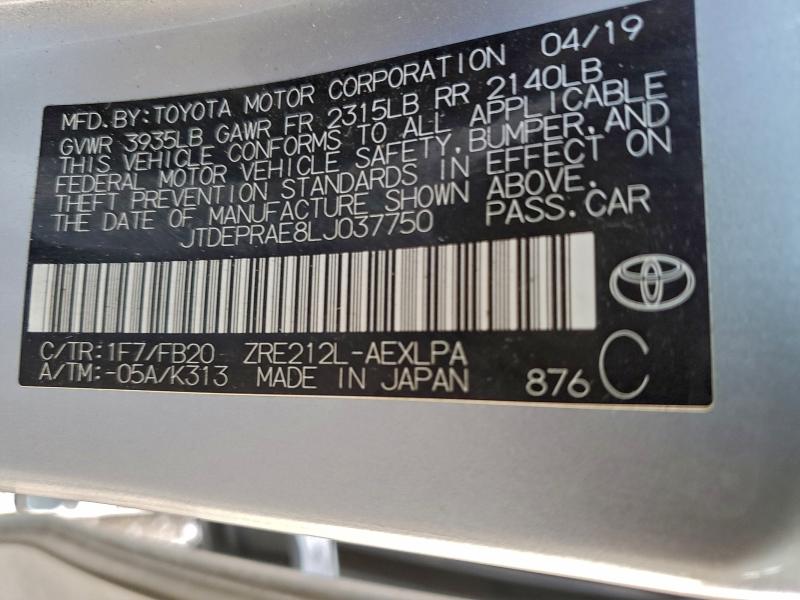 MFD.BY:TOYOTA MOTOR CORPORATION 04/19
GVWR 3935LB GAWR FR 2315LB RR 2140LB
THIS VEHICLE CONFORMS TO ALL APPLICABLE
FEDERAL MOTOR VEHICLE SAFETY,BUMPER,AND
THEFT PREVENTION STANDARDS IN EFFECT ON
THE DATE OF MANUFACTURE SHOWN ABOVE.
JTDEPRAE8LJ037750 PASS.CAR
C/TR:1F7/FB20 ZRE212L-AEXLPA
A/TM:-05A/K313 MADE IN JAPAN 876 C